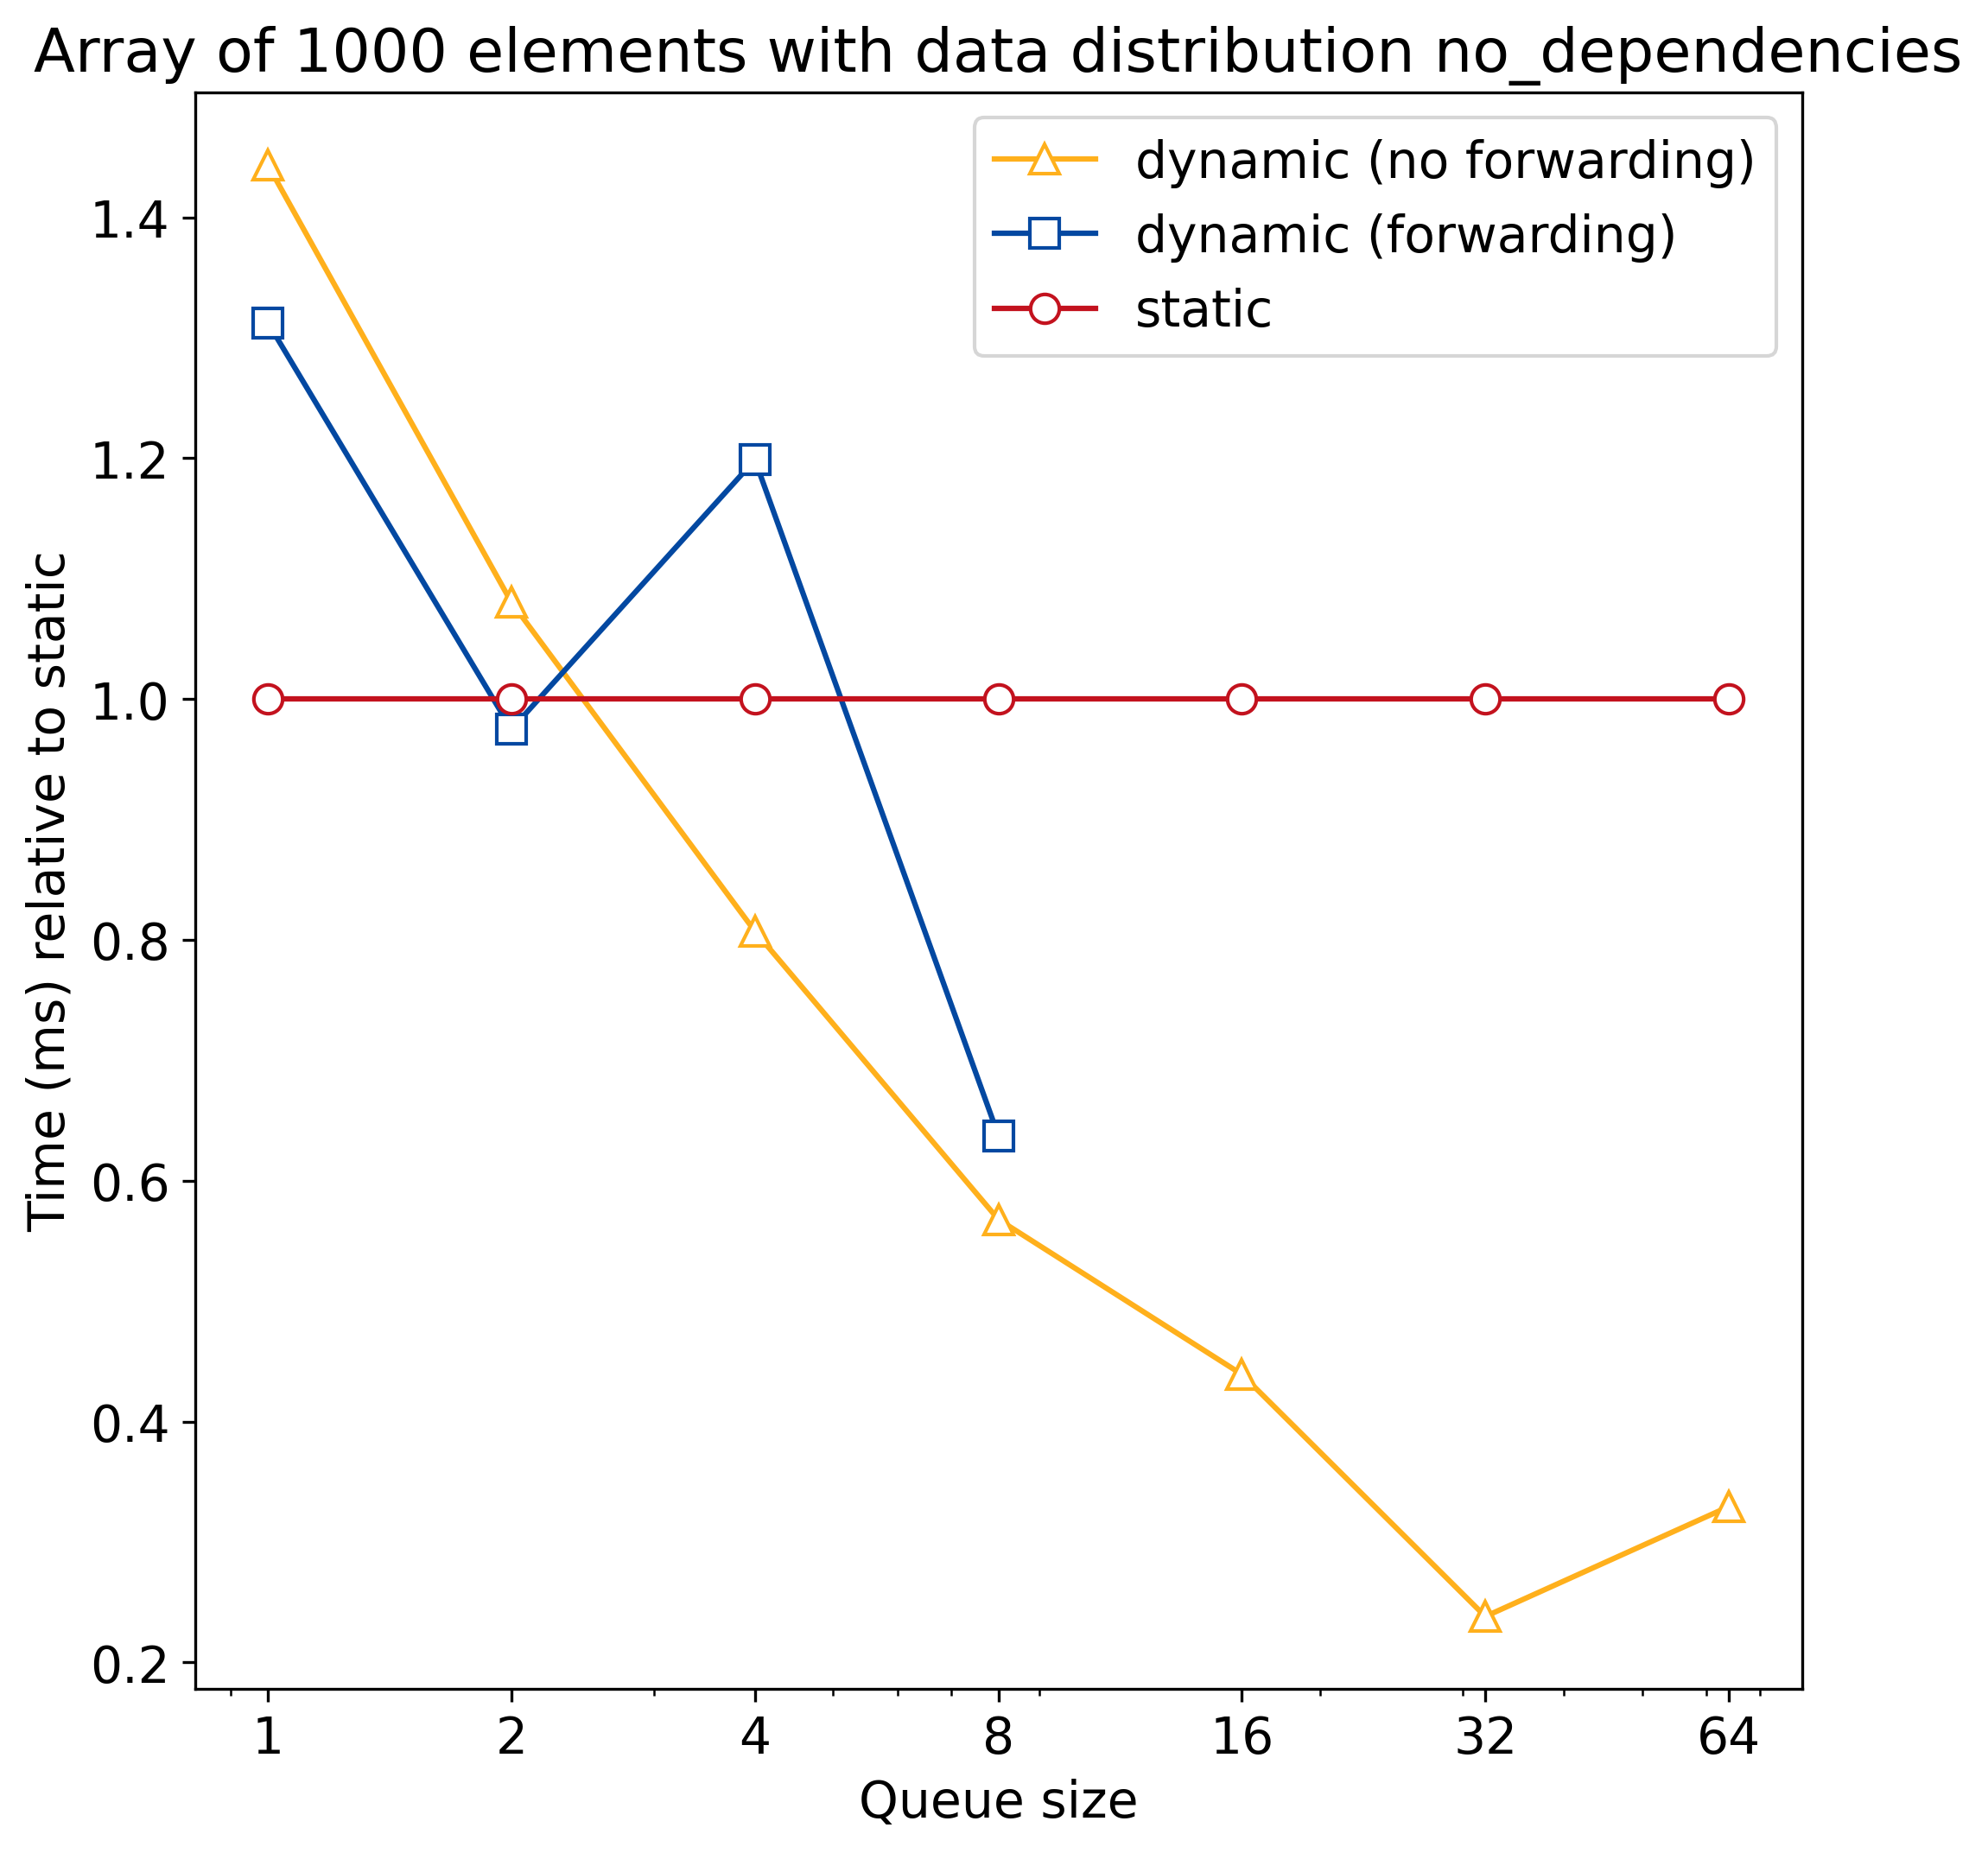 Array of 1000 elements with data distribution no_dependencies
dynamic (no forwarding)
dynamic (forwarding)
static
Time (ms) relative to static
1.4
1.2
1.0
0.8
0.6
0.4
0.2
1 2 4 8 16 32 64
Queue size